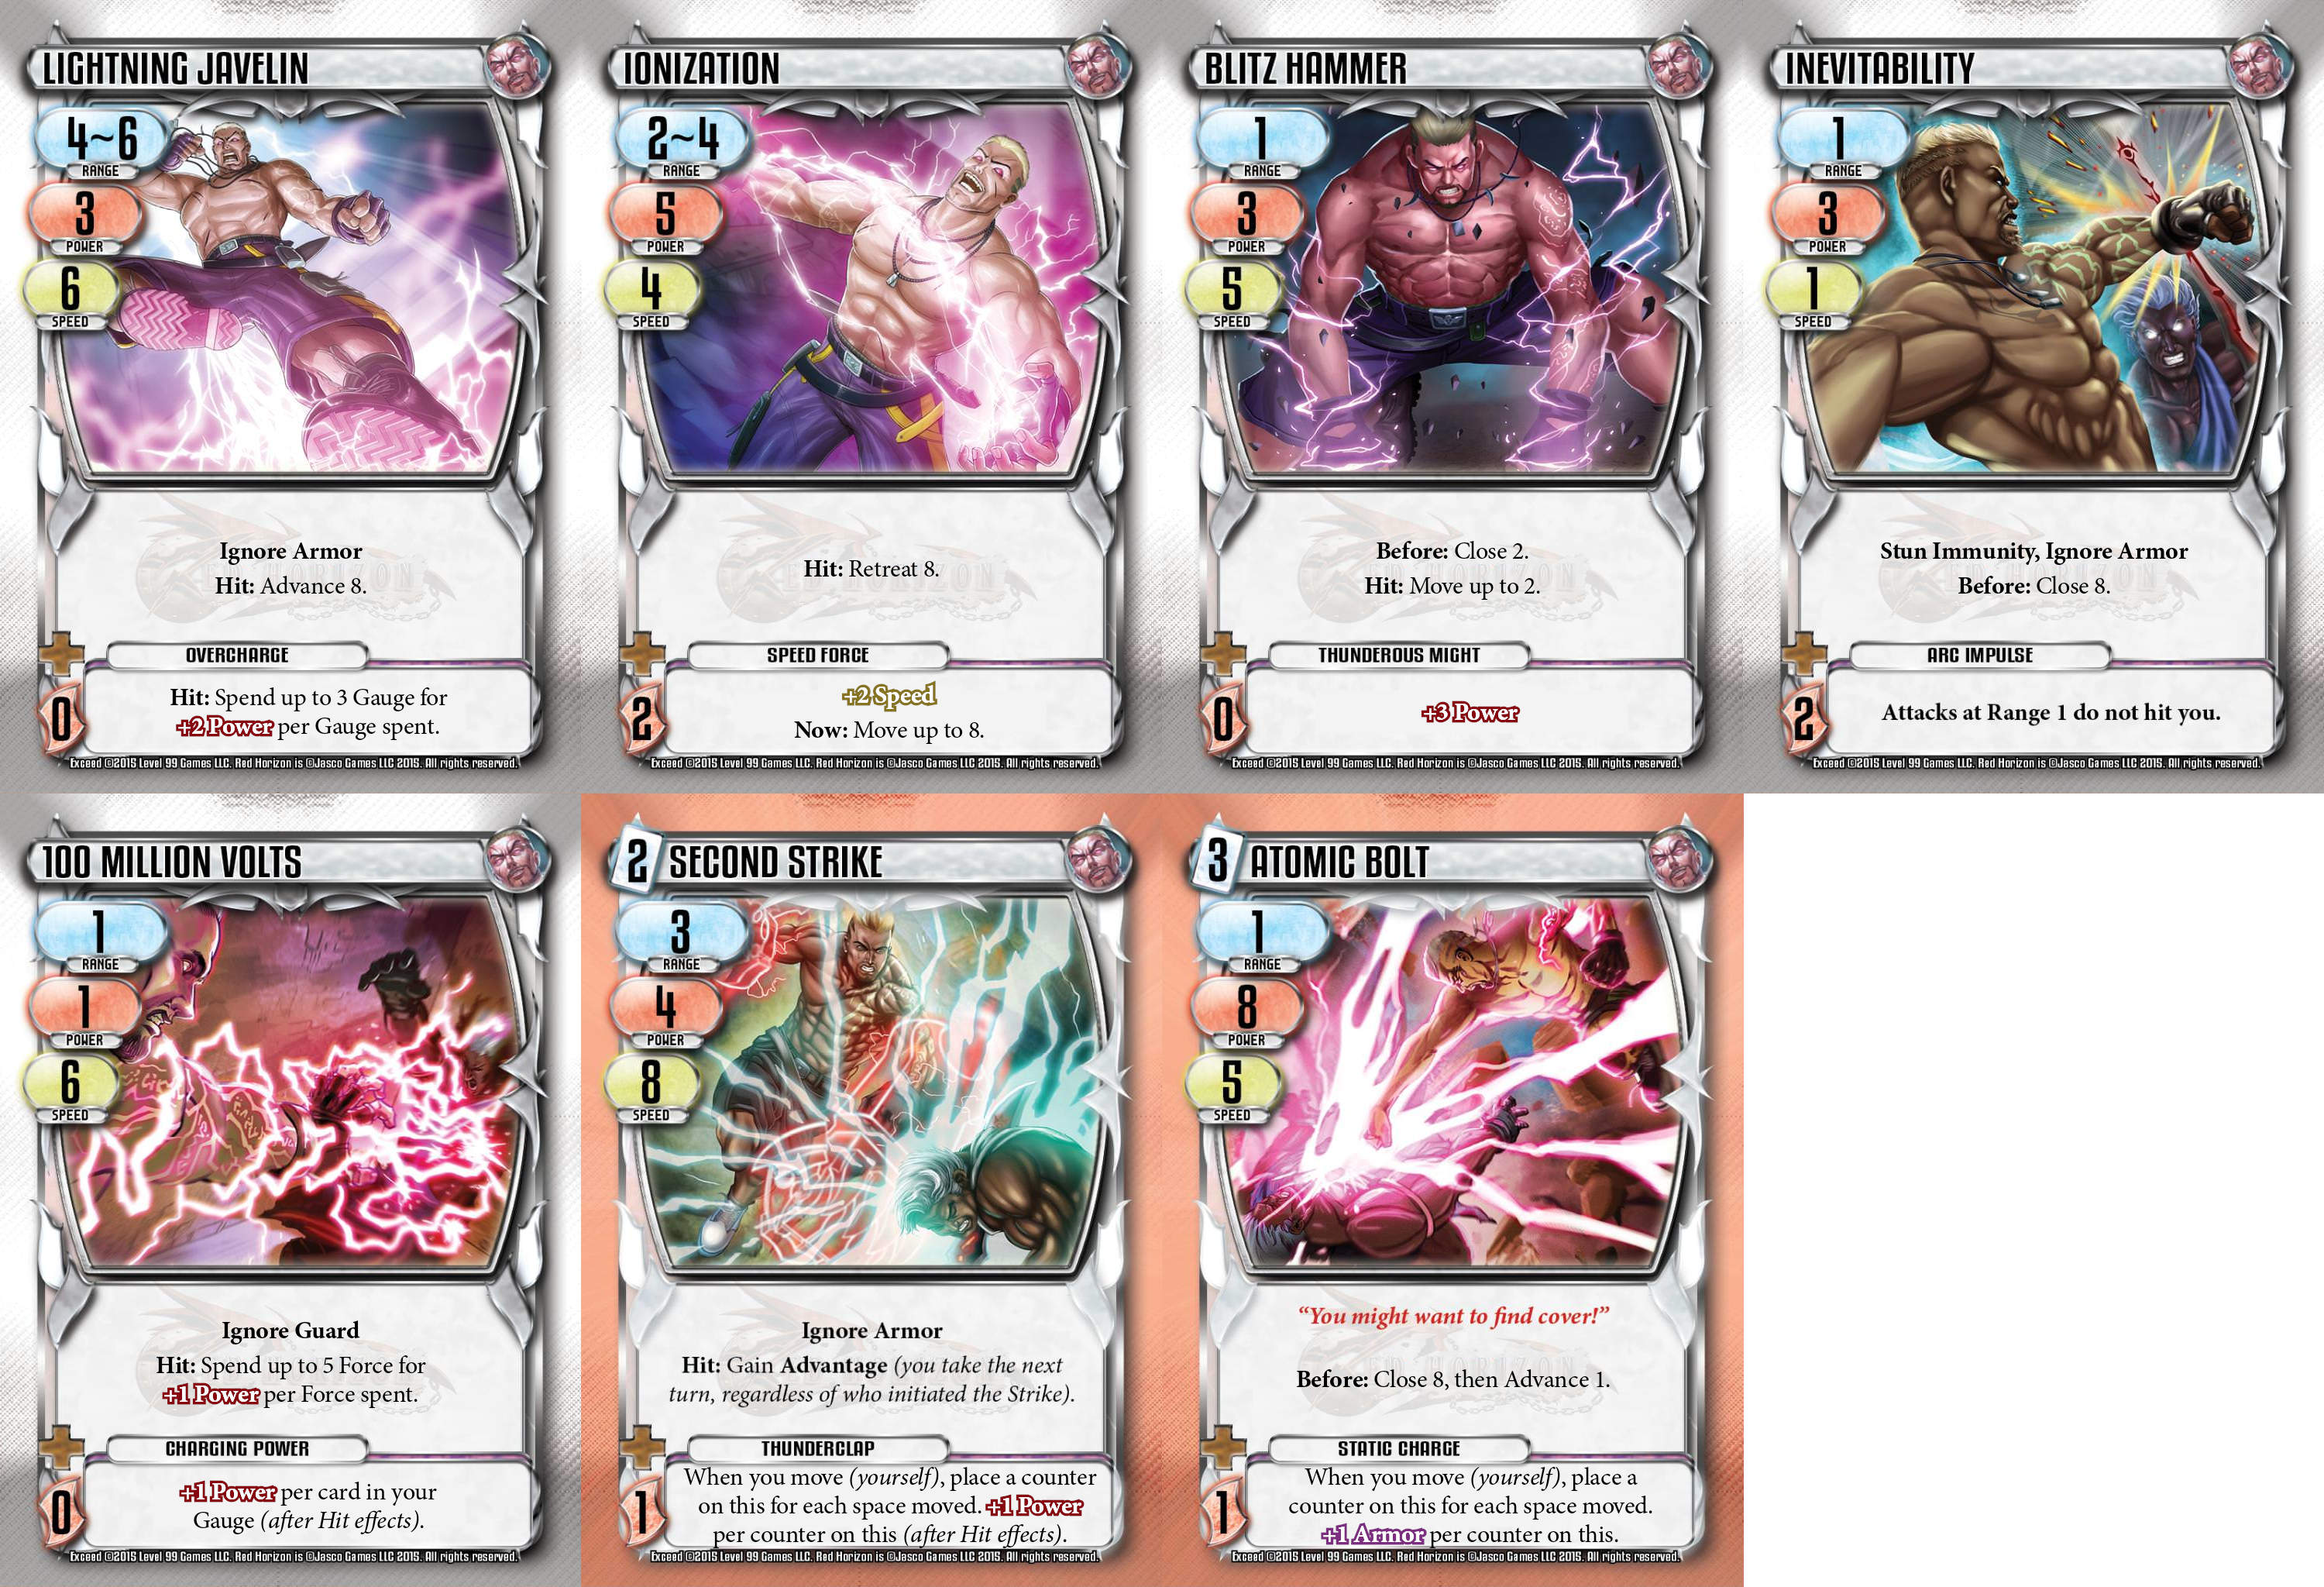 LIGHTNING JAVELIN
4~6
RANGE
3
POWER
6
SPEED
Ignore Armor
Hit: Advance 8.
OVERCHARGE
0
Hit: Spend up to 3 Gauge for
+2 Power per Gauge spent.
Exceed ©2015 Level 99 Games LLC. Red Horizon is ©Jasco Games LLC 2015. All rights reserved.
IONIZATION
2~4
RANGE
5
POWER
4
SPEED
Hit: Retreat 8.
SPEED FORCE
2
+2 Speed
Now: Move up to 8.
Exceed ©2015 Level 99 Games LLC. Red Horizon is ©Jasco Games LLC 2015. All rights reserved.
BLITZ HAMMER
1
RANGE
3
POWER
5
SPEED
Before: Close 2.
Hit: Move up to 2.
THUNDEROUS MIGHT
0
+3 Power
Exceed ©2015 Level 99 Games LLC. Red Horizon is ©Jasco Games LLC 2015. All rights reserved.
INEVITABILITY
1
RANGE
3
POWER
1
SPEED
Stun Immunity, Ignore Armor
Before: Close 8.
ARC IMPULSE
2
Attacks at Range 1 do not hit you.
Exceed ©2015 Level 99 Games LLC. Red Horizon is ©Jasco Games LLC 2015. All rights reserved.
100 MILLION VOLTS
1
RANGE
1
POWER
6
SPEED
Ignore Guard
Hit: Spend up to 5 Force for
+1 Power per Force spent.
CHARGING POWER
0
+1 Power per card in your
Gauge (after Hit effects).
Exceed ©2015 Level 99 Games LLC. Red Horizon is ©Jasco Games LLC 2015. All rights reserved.
2 SECOND STRIKE
3
RANGE
4
POWER
8
SPEED
Ignore Armor
Hit: Gain Advantage (you take the next
turn, regardless of who initiated the Strike).
THUNDERCLAP
1
When you move (yourself), place a counter
on this for each space moved. +1 Power
per counter on this (after Hit effects).
Exceed ©2015 Level 99 Games LLC. Red Horizon is ©Jasco Games LLC 2015. All rights reserved.
3 ATOMIC BOLT
1
RANGE
8
POWER
5
SPEED
“You might want to find cover!”
Before: Close 8, then Advance 1.
STATIC CHARGE
1
When you move (yourself), place a
counter on this for each space moved.
+1 Armor per counter on this.
Exceed ©2015 Level 99 Games LLC. Red Horizon is ©Jasco Games LLC 2015. All rights reserved.